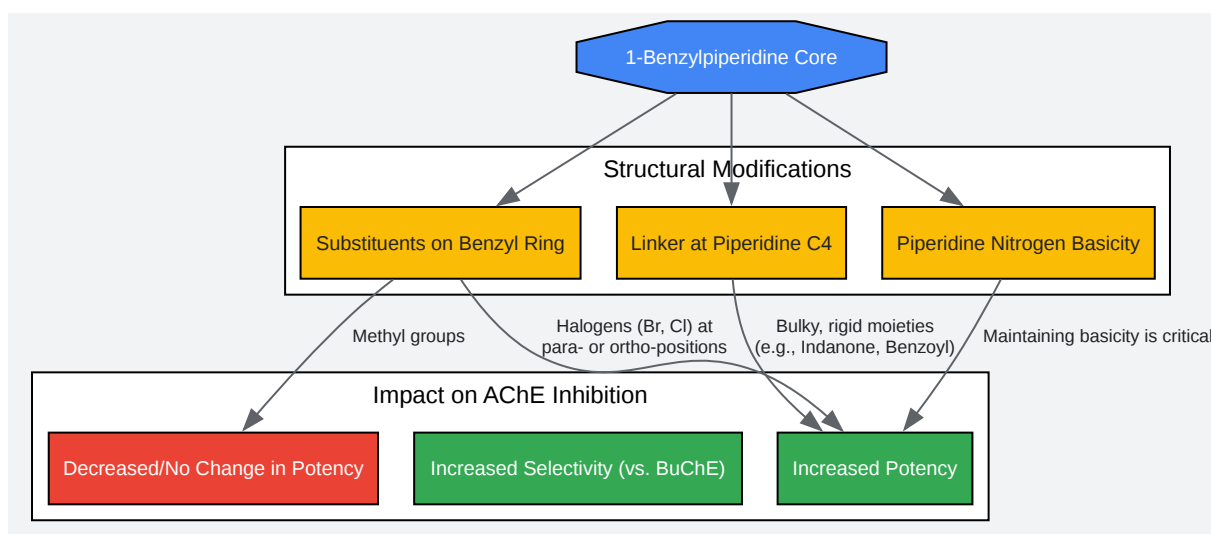 1-Benzylpiperidine Core
Structural Modifications
Substituents on Benzyl Ring
Linker at Piperidine C4
Piperidine Nitrogen Basicity
Methyl groups
Halogens (Br, Cl) at
para- or ortho-positions
Bulky, rigid moieties
(e.g., Indanone, Benzoyl)
Maintaining basicity is critical
Impact on AChE Inhibition
Decreased/No Change in Potency
Increased Selectivity (vs. BuChE)
Increased Potency